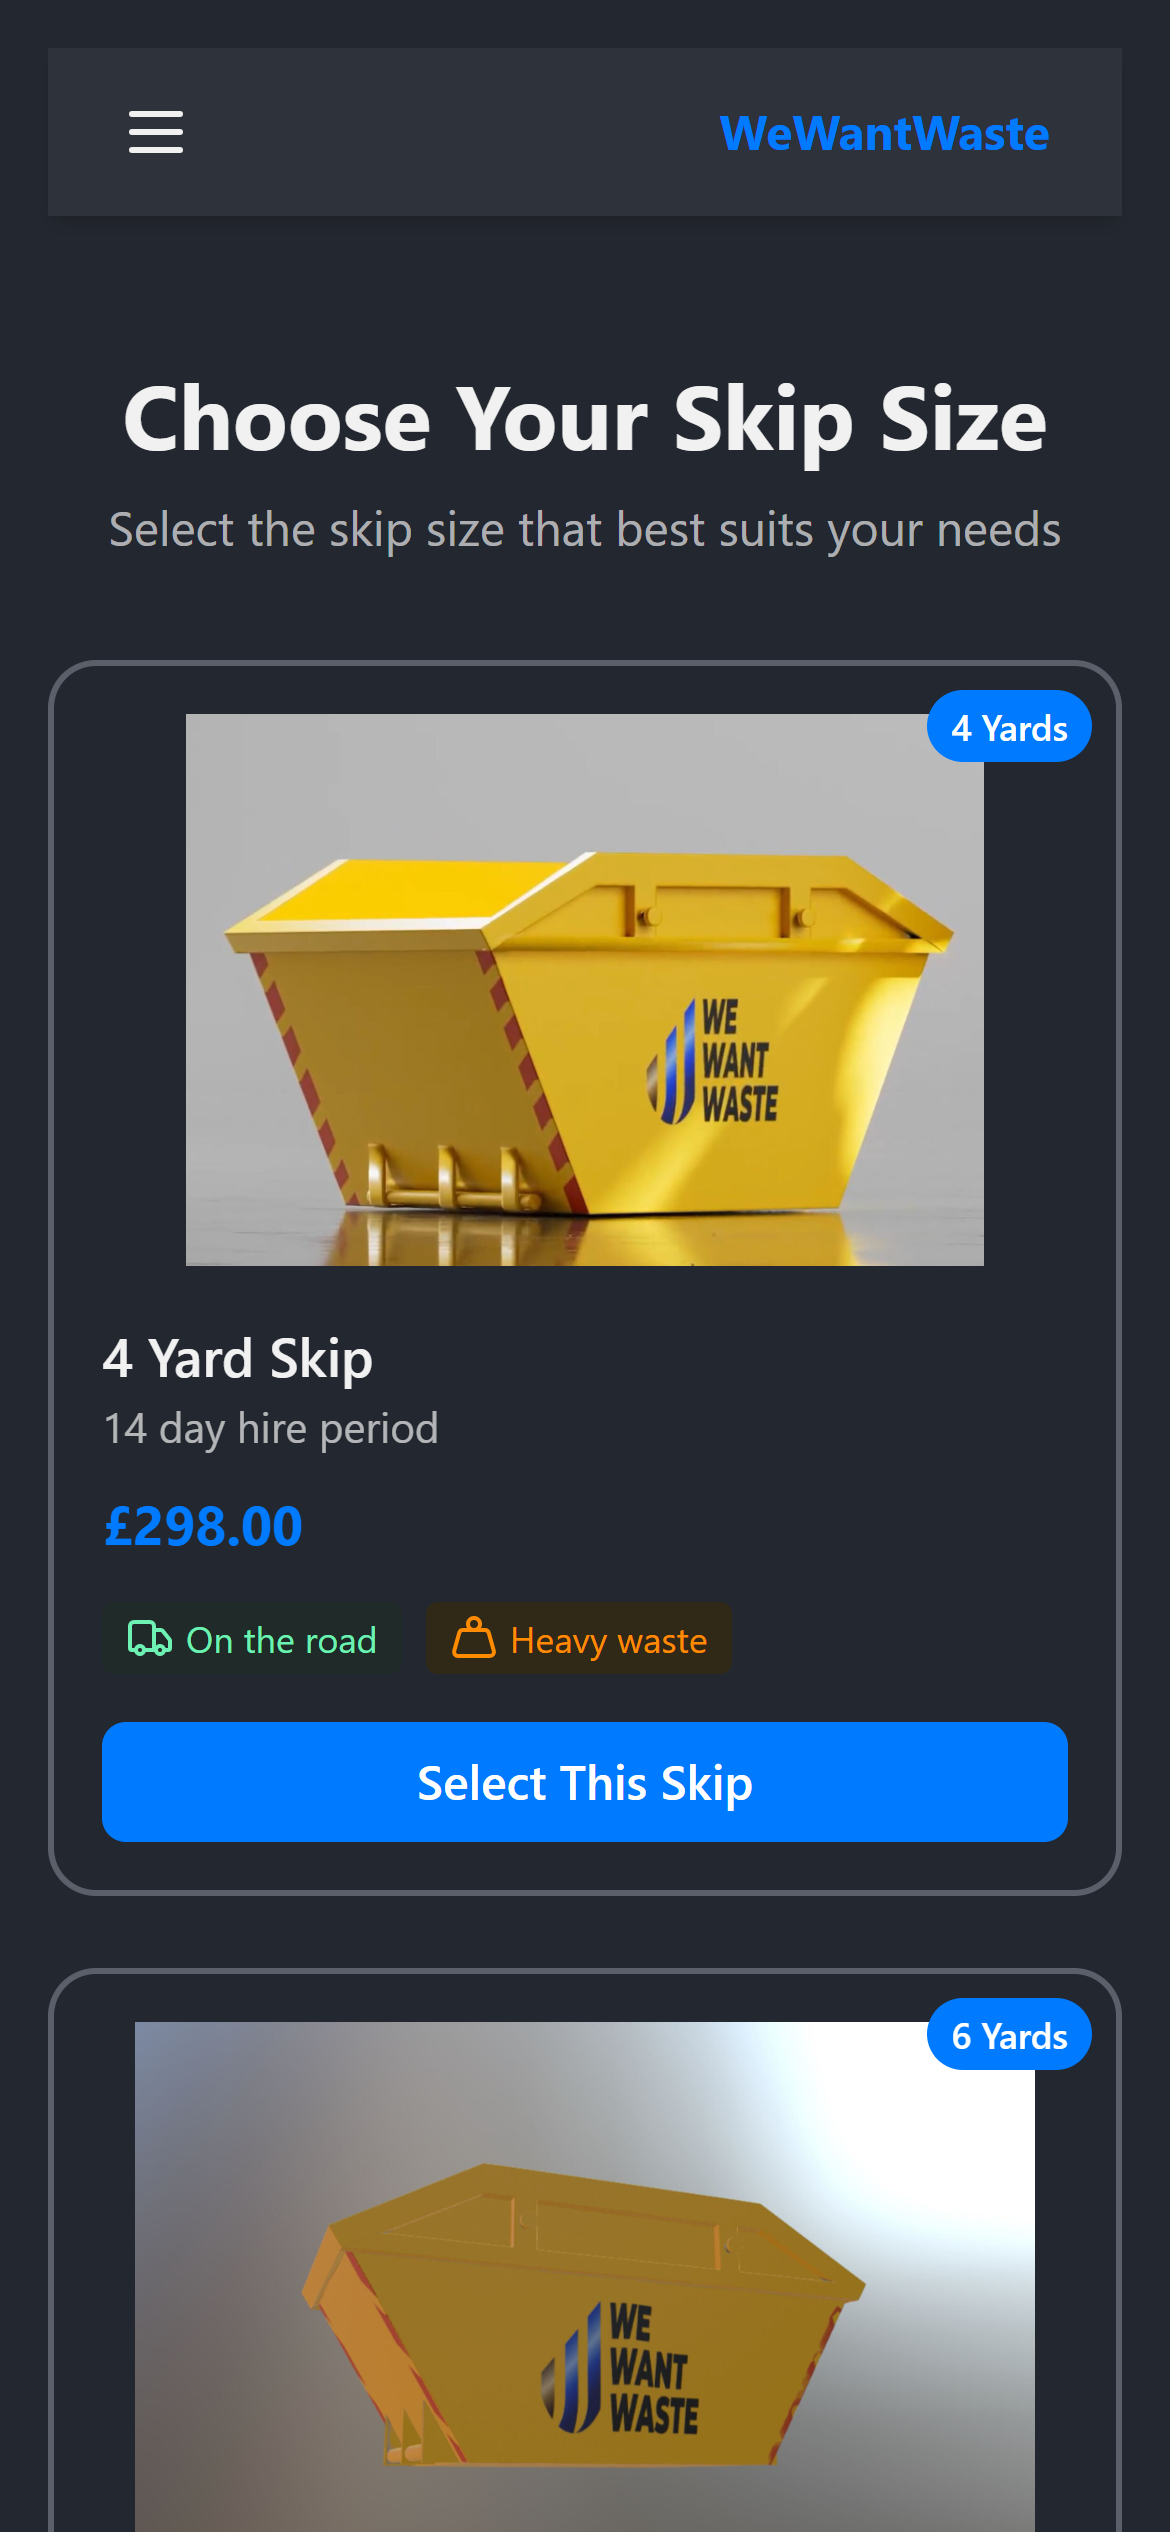 WeWantWaste
Choose Your Skip Size
Select the skip size that best suits your needs
4 Yards
WE
WANT
WASTE
4 Yard Skip
14 day hire period
£298.00
On the road
Heavy waste
Select This Skip
6 Yards
WE
WANT
WASTE